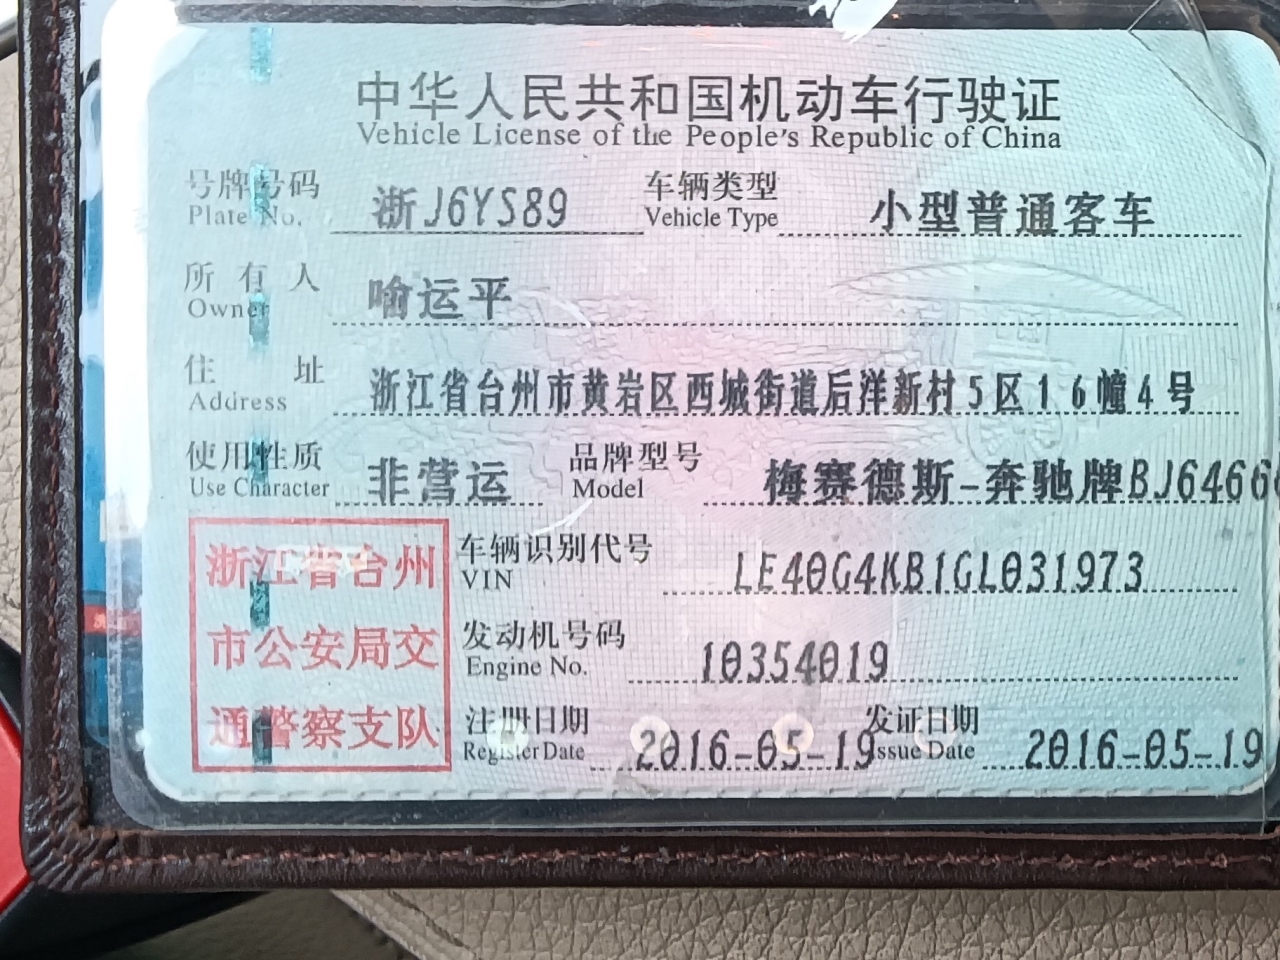 中华人民共和国机动车行驶证
Vehicle License of the People's Republic of China
号牌号码 浙J6YS89 车辆类型 小型普通客车
Plate No. Vehicle Type
所有人 喻运平
Owner
住址 浙江省台州市黄岩区西城街道后洋新村5区16幢4号
Address
使用性质 非营运 品牌型号 梅赛德斯-奔驰牌BJ6466
Use Character Model
浙江省台州
市公安局交
通警察支队
车辆识别代号 LE40G4KB1GL031973
VIN
发动机号码 10354019
Engine No.
注册日期 2016-05-19 发证日期 2016-05-19
Register Date Issue Date